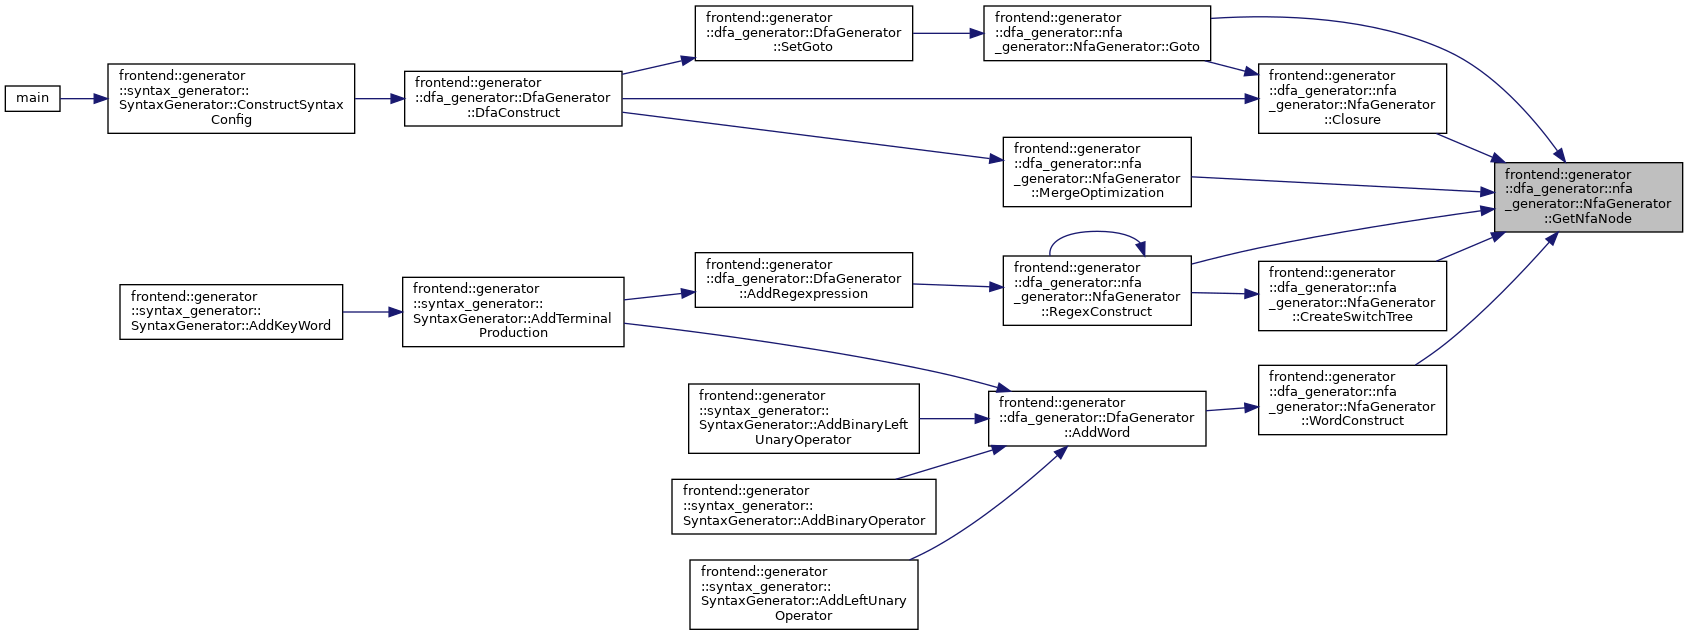 main
frontend::generator
::syntax_generator::
SyntaxGenerator::ConstructSyntax
Config
frontend::generator
::dfa_generator::DfaGenerator
::DfaConstruct
frontend::generator
::dfa_generator::DfaGenerator
::SetGoto
frontend::generator
::dfa_generator::nfa
_generator::NfaGenerator::Goto
frontend::generator
::dfa_generator::nfa
_generator::NfaGenerator
::Closure
frontend::generator
::dfa_generator::nfa
_generator::NfaGenerator
::MergeOptimization
frontend::generator
::dfa_generator::nfa
_generator::NfaGenerator
::GetNfaNode
frontend::generator
::syntax_generator::
SyntaxGenerator::AddKeyWord
frontend::generator
::syntax_generator::
SyntaxGenerator::AddTerminal
Production
frontend::generator
::dfa_generator::DfaGenerator
::AddRegexpression
frontend::generator
::dfa_generator::nfa
_generator::NfaGenerator
::RegexConstruct
frontend::generator
::dfa_generator::nfa
_generator::NfaGenerator
::CreateSwitchTree
frontend::generator
::dfa_generator::nfa
_generator::NfaGenerator
::WordConstruct
frontend::generator
::dfa_generator::DfaGenerator
::AddWord
frontend::generator
::syntax_generator::
SyntaxGenerator::AddBinaryLeft
UnaryOperator
frontend::generator
::syntax_generator::
SyntaxGenerator::AddBinaryOperator
frontend::generator
::syntax_generator::
SyntaxGenerator::AddLeftUnary
Operator